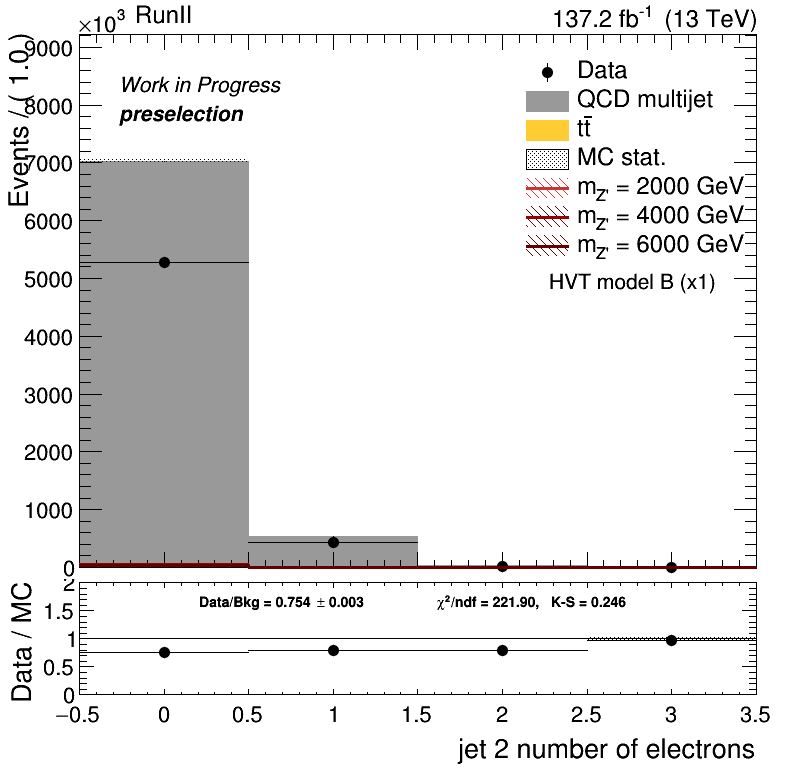 ×10³ RunII 137.2 fb⁻¹ (13 TeV)
Events / ( 1.0 )
9000
8000
7000
6000
5000
4000
3000
2000
1000
0
Work in Progress
preselection
Data
QCD multijet
tt̄
MC stat.
m_Z' = 2000 GeV
m_Z' = 4000 GeV
m_Z' = 6000 GeV
HVT model B (x1)
Data / MC
2
1.5
1
0.5
0
Data/Bkg = 0.754 ± 0.003 χ²/ndf = 221.90, K-S = 0.246
−0.5 0 0.5 1 1.5 2 2.5 3 3.5
jet 2 number of electrons